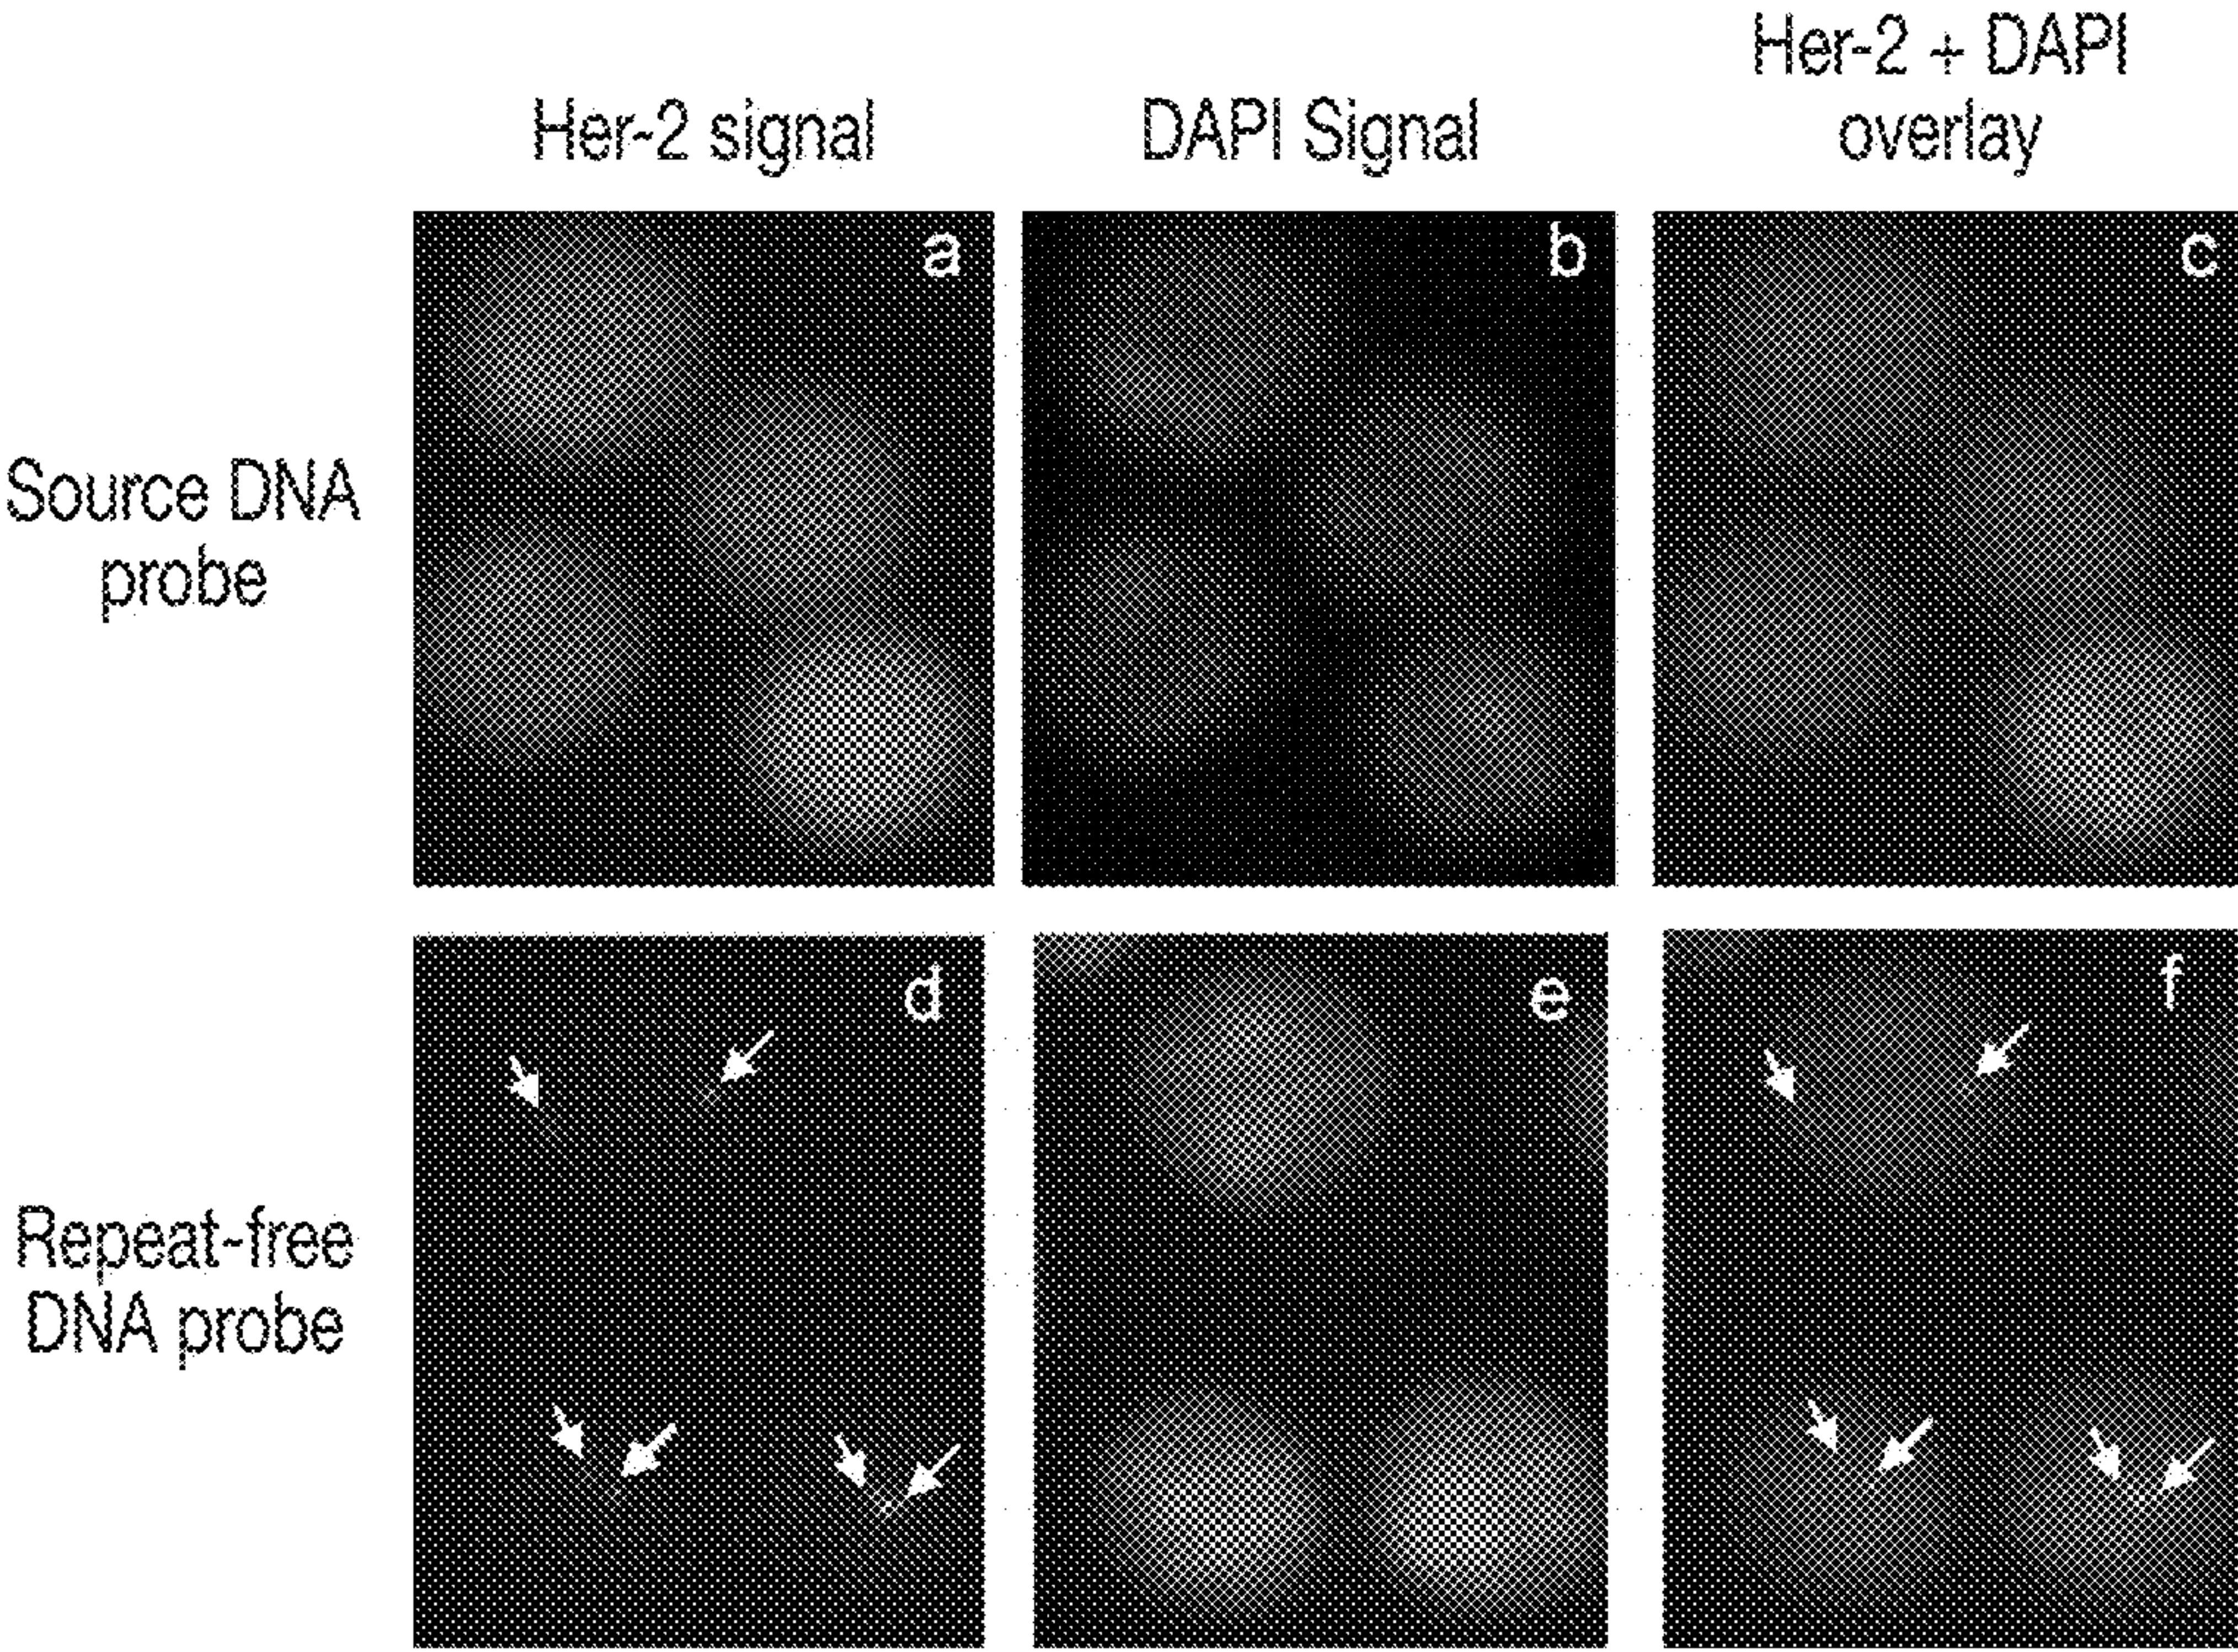 Her-2 signal
DAPI Signal
Her-2 + DAPI
overlay
Source DNA
probe
a
b
c
Repeat-free
DNA probe
d
e
f